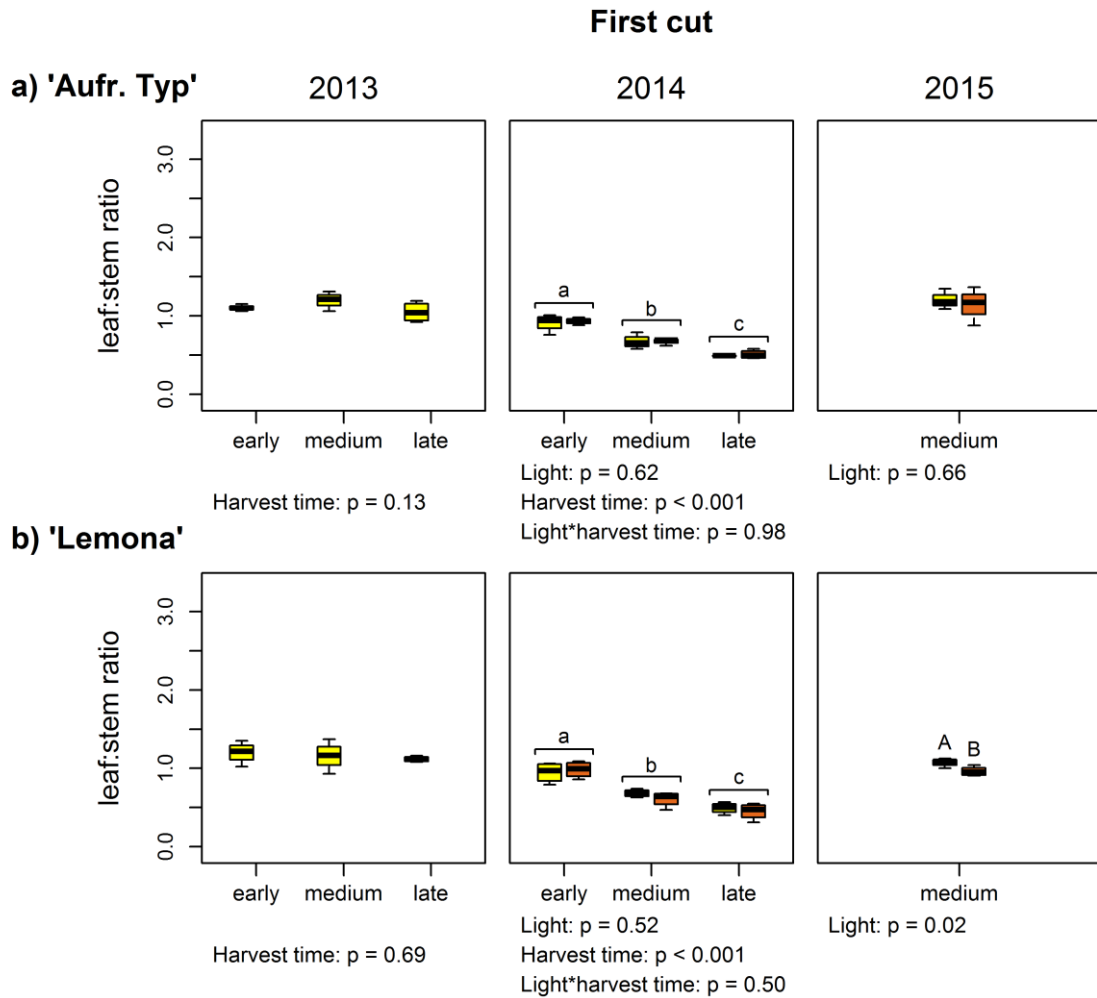 First cut
a) 'Aufr. Typ'
2013
2014
2015
leaf:stem ratio
3.0
2.0
1.0
0.0
a
b
c
early
medium
late
early
medium
late
medium
Harvest time: p = 0.13
Light: p = 0.62
Harvest time: p < 0.001
Light*harvest time: p = 0.98
Light: p = 0.66
b) 'Lemona'
leaf:stem ratio
3.0
2.0
1.0
0.0
a
b
c
A
B
early
medium
late
early
medium
late
medium
Harvest time: p = 0.69
Light: p = 0.52
Harvest time: p < 0.001
Light*harvest time: p = 0.50
Light: p = 0.02